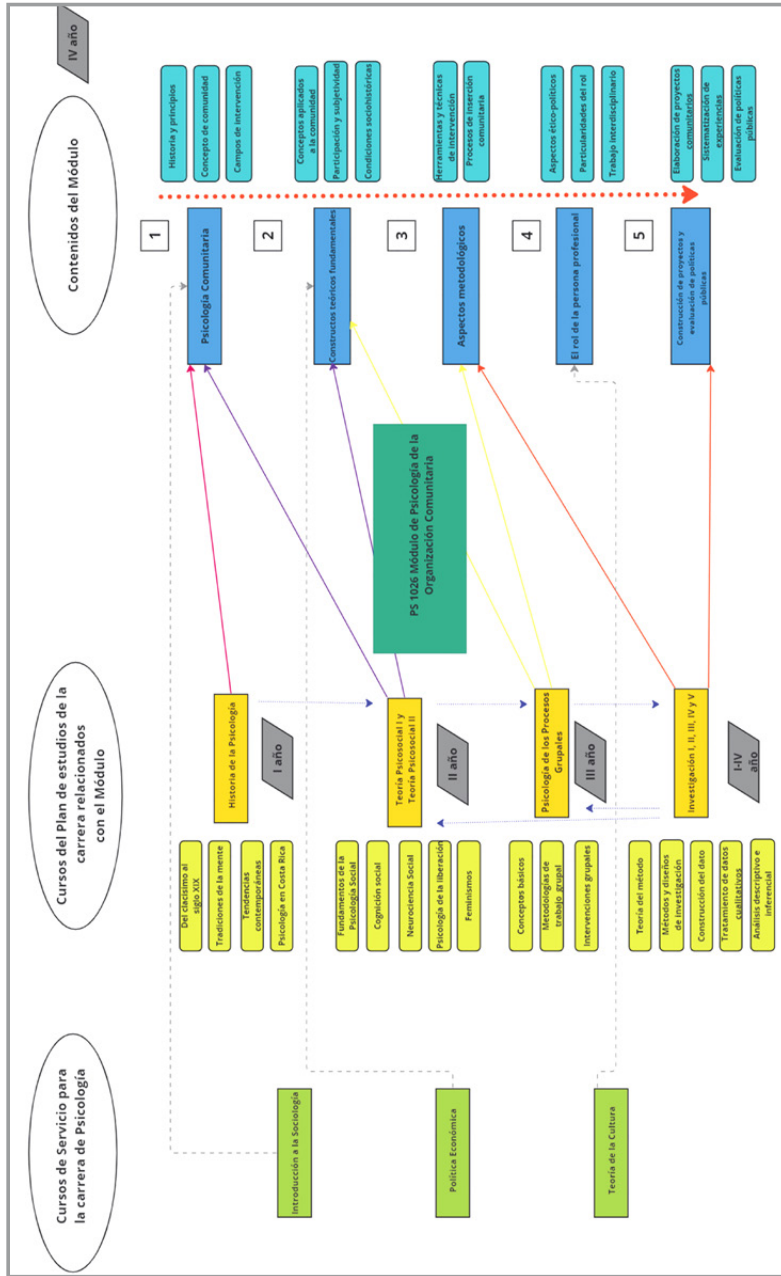 Cursos de Servicio para
la carrera de Psicología
Cursos del Plan de estudios de la
carrera relacionados
con el Módulo
Contenidos del Módulo
IV año
Introducción a la Sociología
Política Económica
Teoría de la Cultura
Del clacisimo al
siglo XIX
Tradiciones de la mente
Tendencias
contemporáneas
Psicología en Costa Rica
Historia de la Psicología
I año
Fundamentos de la
Psicología Social
Cognición social
Neurociencia Social
Psicología de la liberación
Feminismos
Teoría Psicosocial I y
Teoría Psicosocial II
II año
Conceptos básicos
Metodologías de
trabajo grupal
Intervenciones grupales
Psicología de los Procesos
Grupales
III año
Teoría del método
Métodos y diseños
de investigación
Construcción del dato
Tratamiento de datos
cualitativos
Análisis descriptivo e
inferencial
Investigación I, II, III, IV y V
I-IV
año
PS 1026 Módulo de Psicología de la
Organización Comunitaria
1
Psicología Comunitaria
Historia y principios
Concepto de comunidad
Campos de intervención
2
Constructos teóricos fundamentales
Conceptos aplicados
a la comunidad
Participación y subjetividad
Condiciones sociohistóricas
3
Aspectos metodológicos
Herramientas y técnicas
de intervención
Procesos de inserción
comunitaria
4
El rol de la persona profesional
Aspectos ético-políticos
Particularidades del rol
Trabajo interdisciplinario
5
Construcción de proyectos y
evaluación de políticas
públicas
Elaboración de proyectos
comunitarios
Sistematización de
experiencias
Evaluación de políticas
públicas